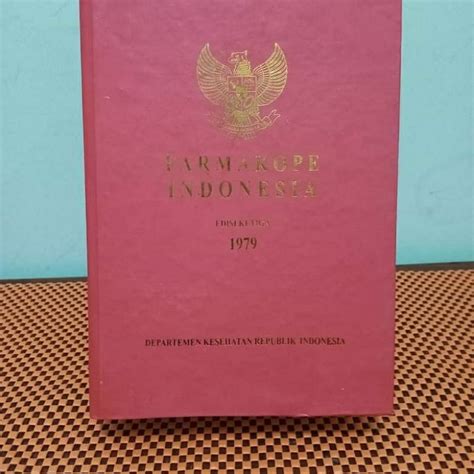 FARMAKOPE
INDONESIA
EDISI KETIGA
1979
DEPARTEMEN KESEHATAN REPUBLIK INDONESIA